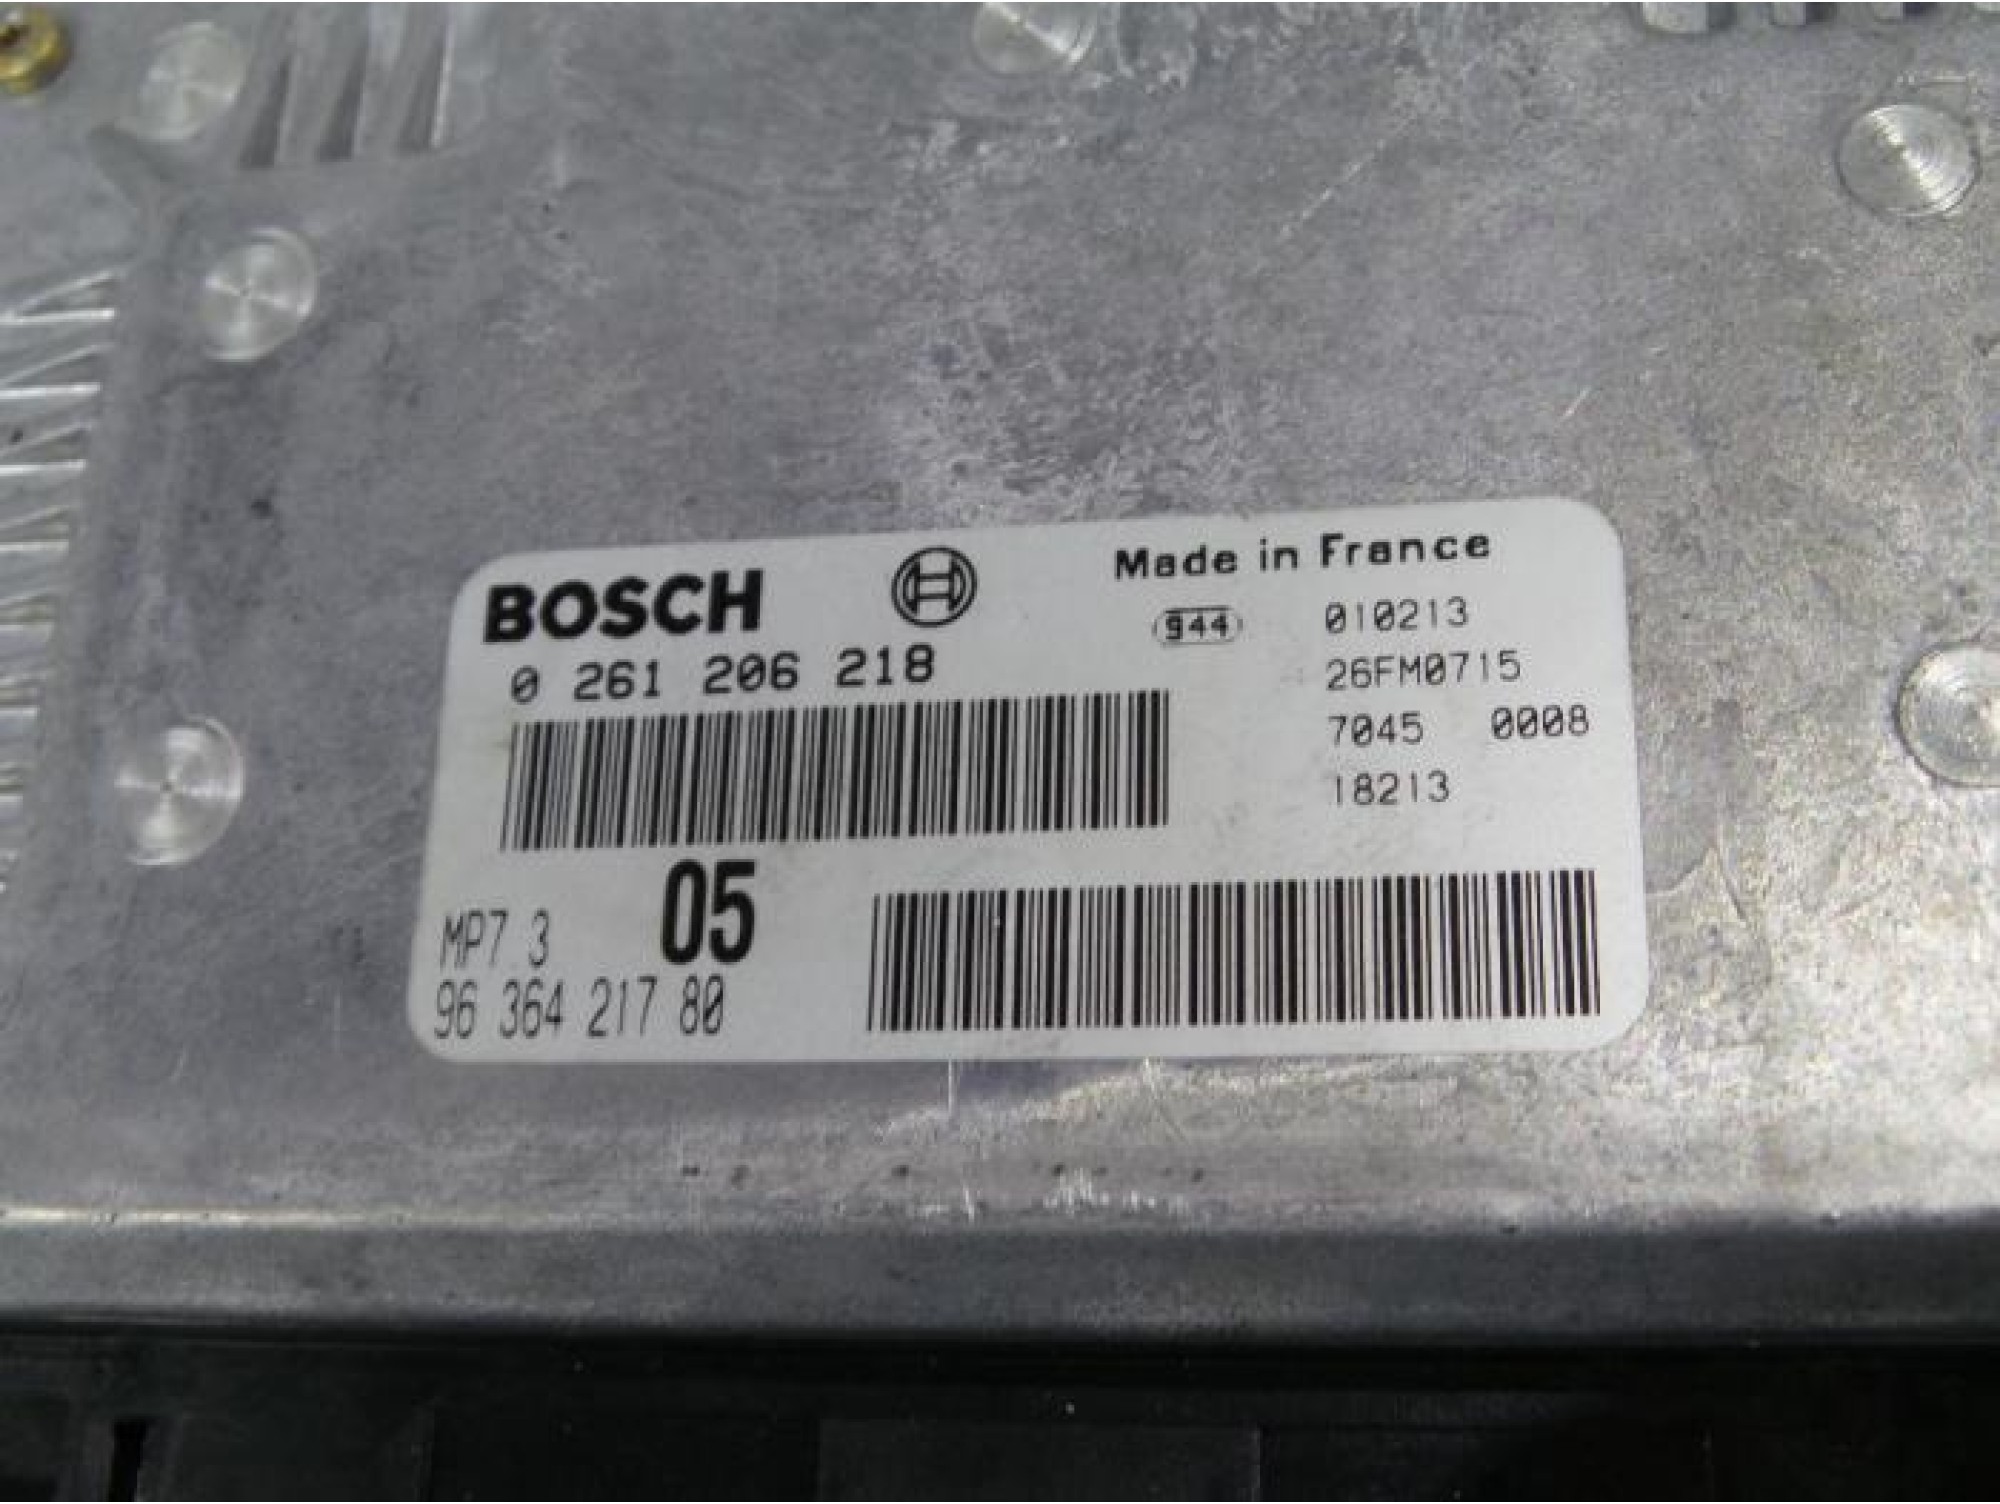 BOSCH
Made in France
0 261 206 218
944
010213
26FM0715
7045 0008
18213
MP7 3
05
96 364 217 80